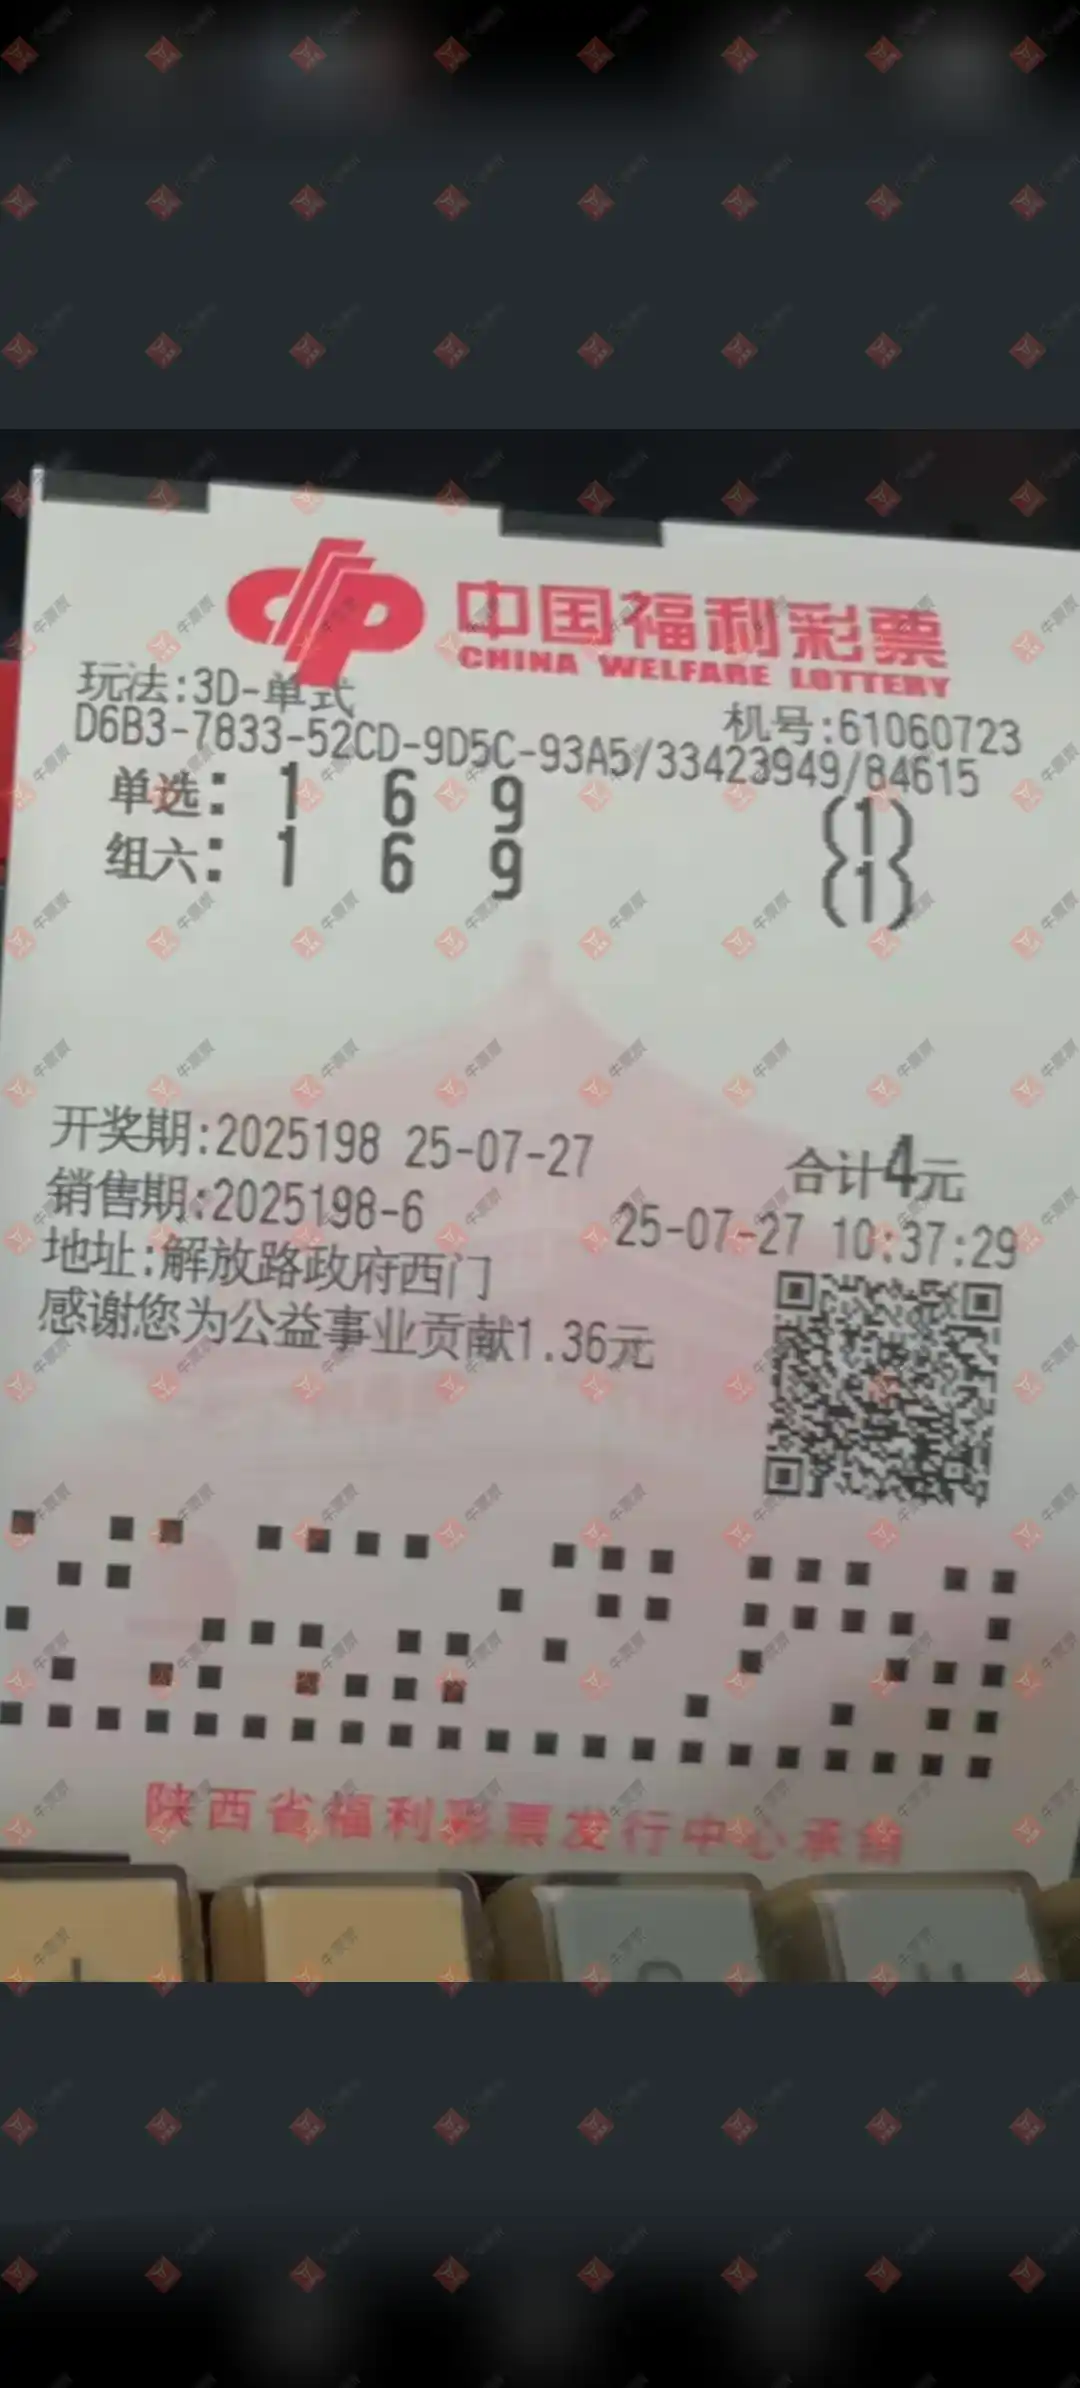 中国福利彩票
CHINA WELFARE LOTTERY
玩法:3D-单式
机号:61060723
D6B3-7833-52CD-9D5C-93A5/33423949/84615
单选: 1 6 9 (1)
组六: 1 6 9 (1)
开奖期:2025198 25-07-27
合计4元
销售期:2025198-6
25-07-27 10:37:29
地址:解放路政府西门
感谢您为公益事业贡献1.36元
陕西省福利彩票发行中心承销
牛票票